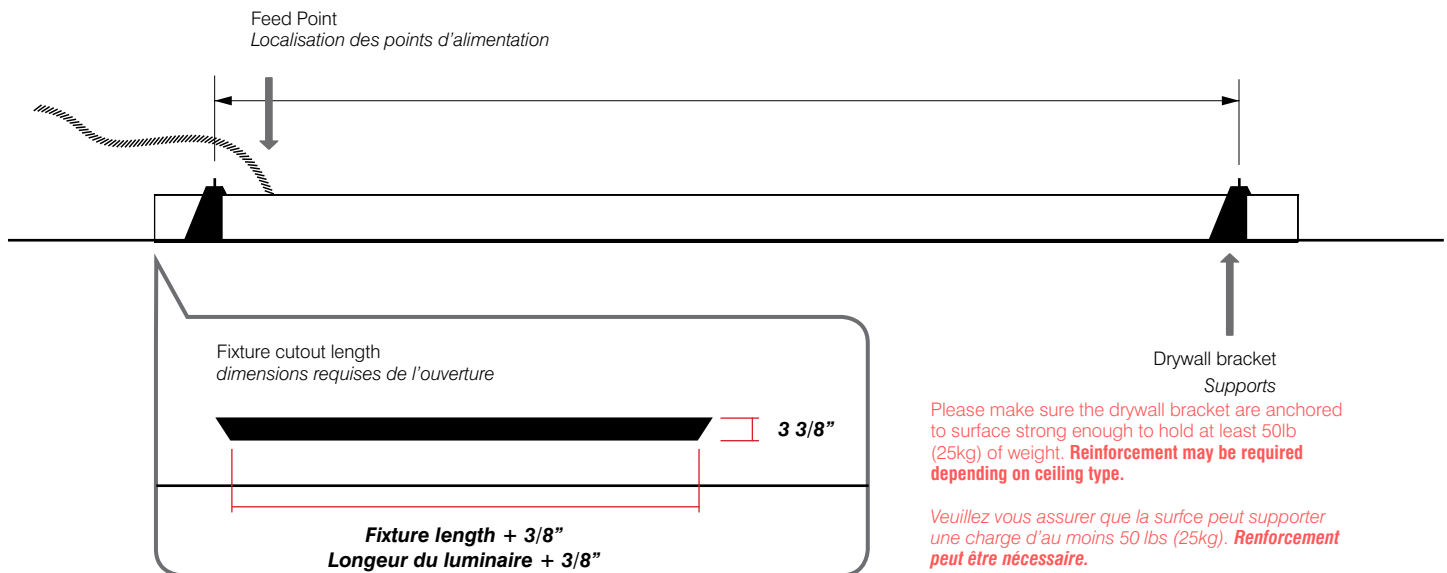 Feed Point
Localisation des points d’alimentation
Fixture cutout length
dimensions requises de l’ouverture
3 3/8”
Fixture length + 3/8”
Longeur du luminaire + 3/8”
Drywall bracket
Supports
Please make sure the drywall bracket are anchored
to surface strong enough to hold at least 50lb
(25kg) of weight. Reinforcement may be required
depending on ceiling type.
Veuillez vous assurer que la surfce peut supporter
une charge d’au moins 50 lbs (25kg). Renforcement
peut être nécessaire.